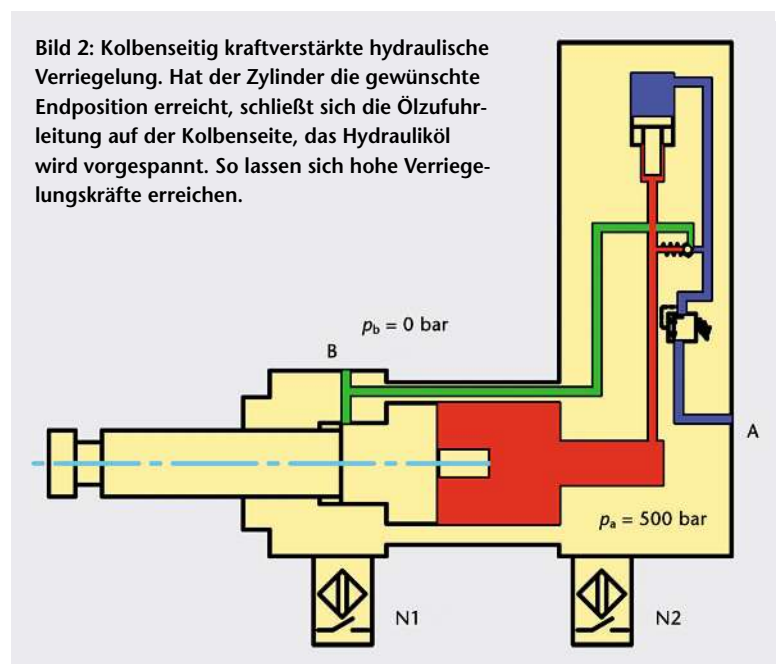 Bild 2: Kolbenseitig kraftverstärkte hydraulische
Verriegelung. Hat der Zylinder die gewünschte
Endposition erreicht, schließt sich die Ölzufuhr-
leitung auf der Kolbenseite, das Hydrauliköl
wird vorgespannt. So lassen sich hohe Verriege-
lungskräfte erreichen.
pb = 0 bar
B
A
pa = 500 bar
N1
N2